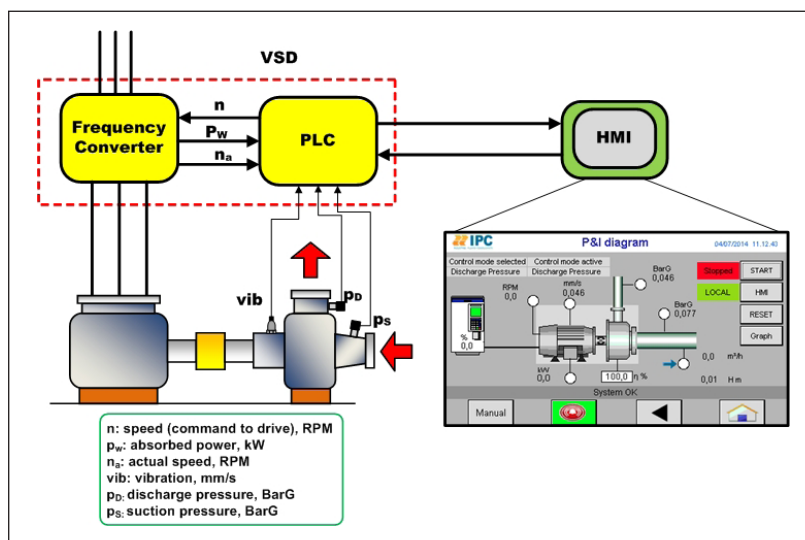 VSD
Frequency
Converter
n
Pw
na
PLC
HMI
vib
pD
pS
n: speed (command to drive), RPM
pw: absorbed power, kW
na: actual speed, RPM
vib: vibration, mm/s
pD: discharge pressure, BarG
pS: suction pressure, BarG
IPC
P&I diagram
04/07/2014 11.12.40
Control mode selected
Control mode active
Discharge Pressure
Discharge Pressure
RPM
0,0
mm/s
0,046
BarG
0,046
BarG
0,077
Stopped
START
LOCAL
HMI
RESET
Graph
%
0,0
kW
0,0
100,0 η %
0,0 m³/h
0,01 H m
System OK
Manual